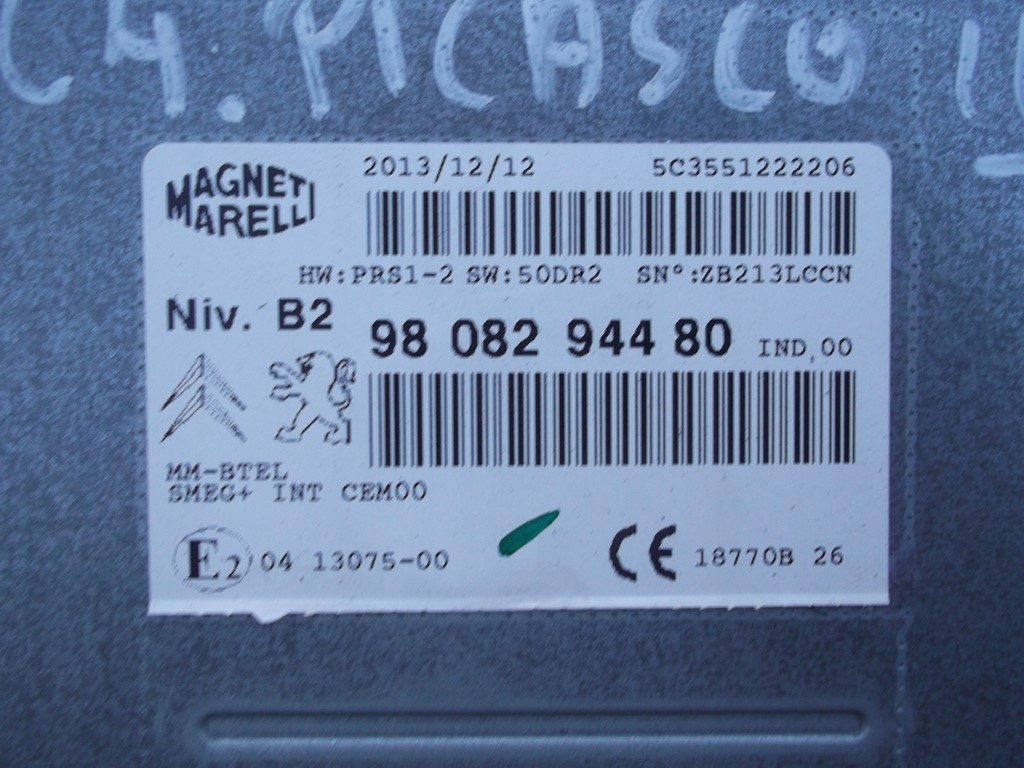 C4. PICASCO
MAGNETI MARELLI
2013/12/12 5C3551222206
HW:PRS1-2 SW:50DR2 SN°:ZB213LCCN
Niv. B2
98 082 944 80 IND,00
MM-BTEL
SMEG+ INT CEM00
E2 04 13075-00
CE 18770B 26